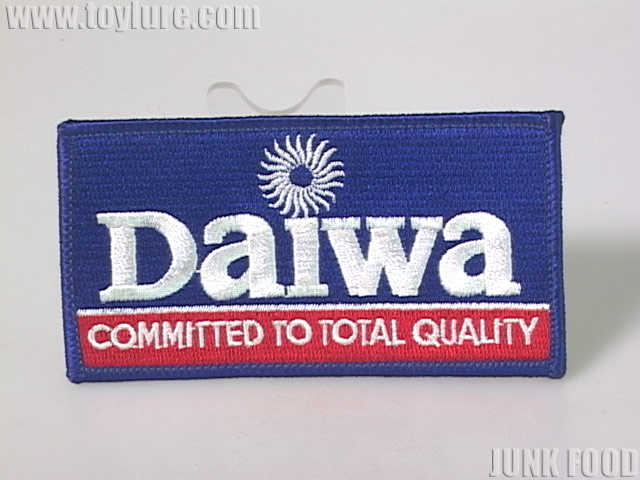 www.toylure.com
Daiwa
COMMITTED TO TOTAL QUALITY
JUNK FOOD